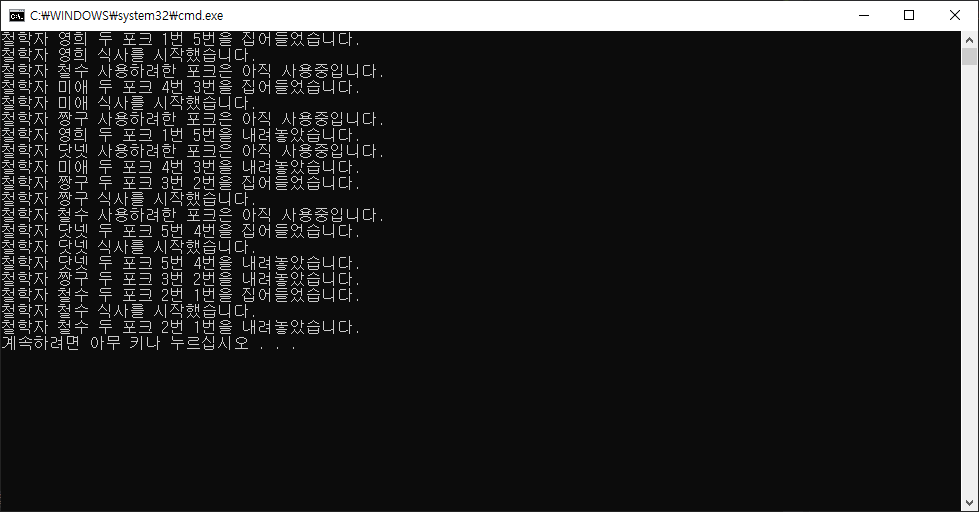 C:₩WINDOWS₩system32₩cmd.exe
철학자 영희 두 포크 1번 5번을 집어들었습니다.
철학자 영희 식사를 시작했습니다.
철학자 철수 사용하려한 포크은 아직 사용중입니다.
철학자 미애 두 포크 4번 3번을 집어들었습니다.
철학자 미애 식사를 시작했습니다.
철학자 짱구 사용하려한 포크은 아직 사용중입니다.
철학자 영희 두 포크 1번 5번을 내려놓았습니다.
철학자 닷넷 사용하려한 포크은 아직 사용중입니다.
철학자 미애 두 포크 4번 3번을 내려놓았습니다.
철학자 짱구 두 포크 3번 2번을 집어들었습니다.
철학자 짱구 식사를 시작했습니다.
철학자 철수 사용하려한 포크은 아직 사용중입니다.
철학자 닷넷 두 포크 5번 4번을 집어들었습니다.
철학자 닷넷 식사를 시작했습니다.
철학자 닷넷 두 포크 5번 4번을 내려놓았습니다.
철학자 짱구 두 포크 3번 2번을 내려놓았습니다.
철학자 철수 두 포크 2번 1번을 집어들었습니다.
철학자 철수 식사를 시작했습니다.
철학자 철수 두 포크 2번 1번을 내려놓았습니다.
계속하려면 아무 키나 누르십시오 . . .